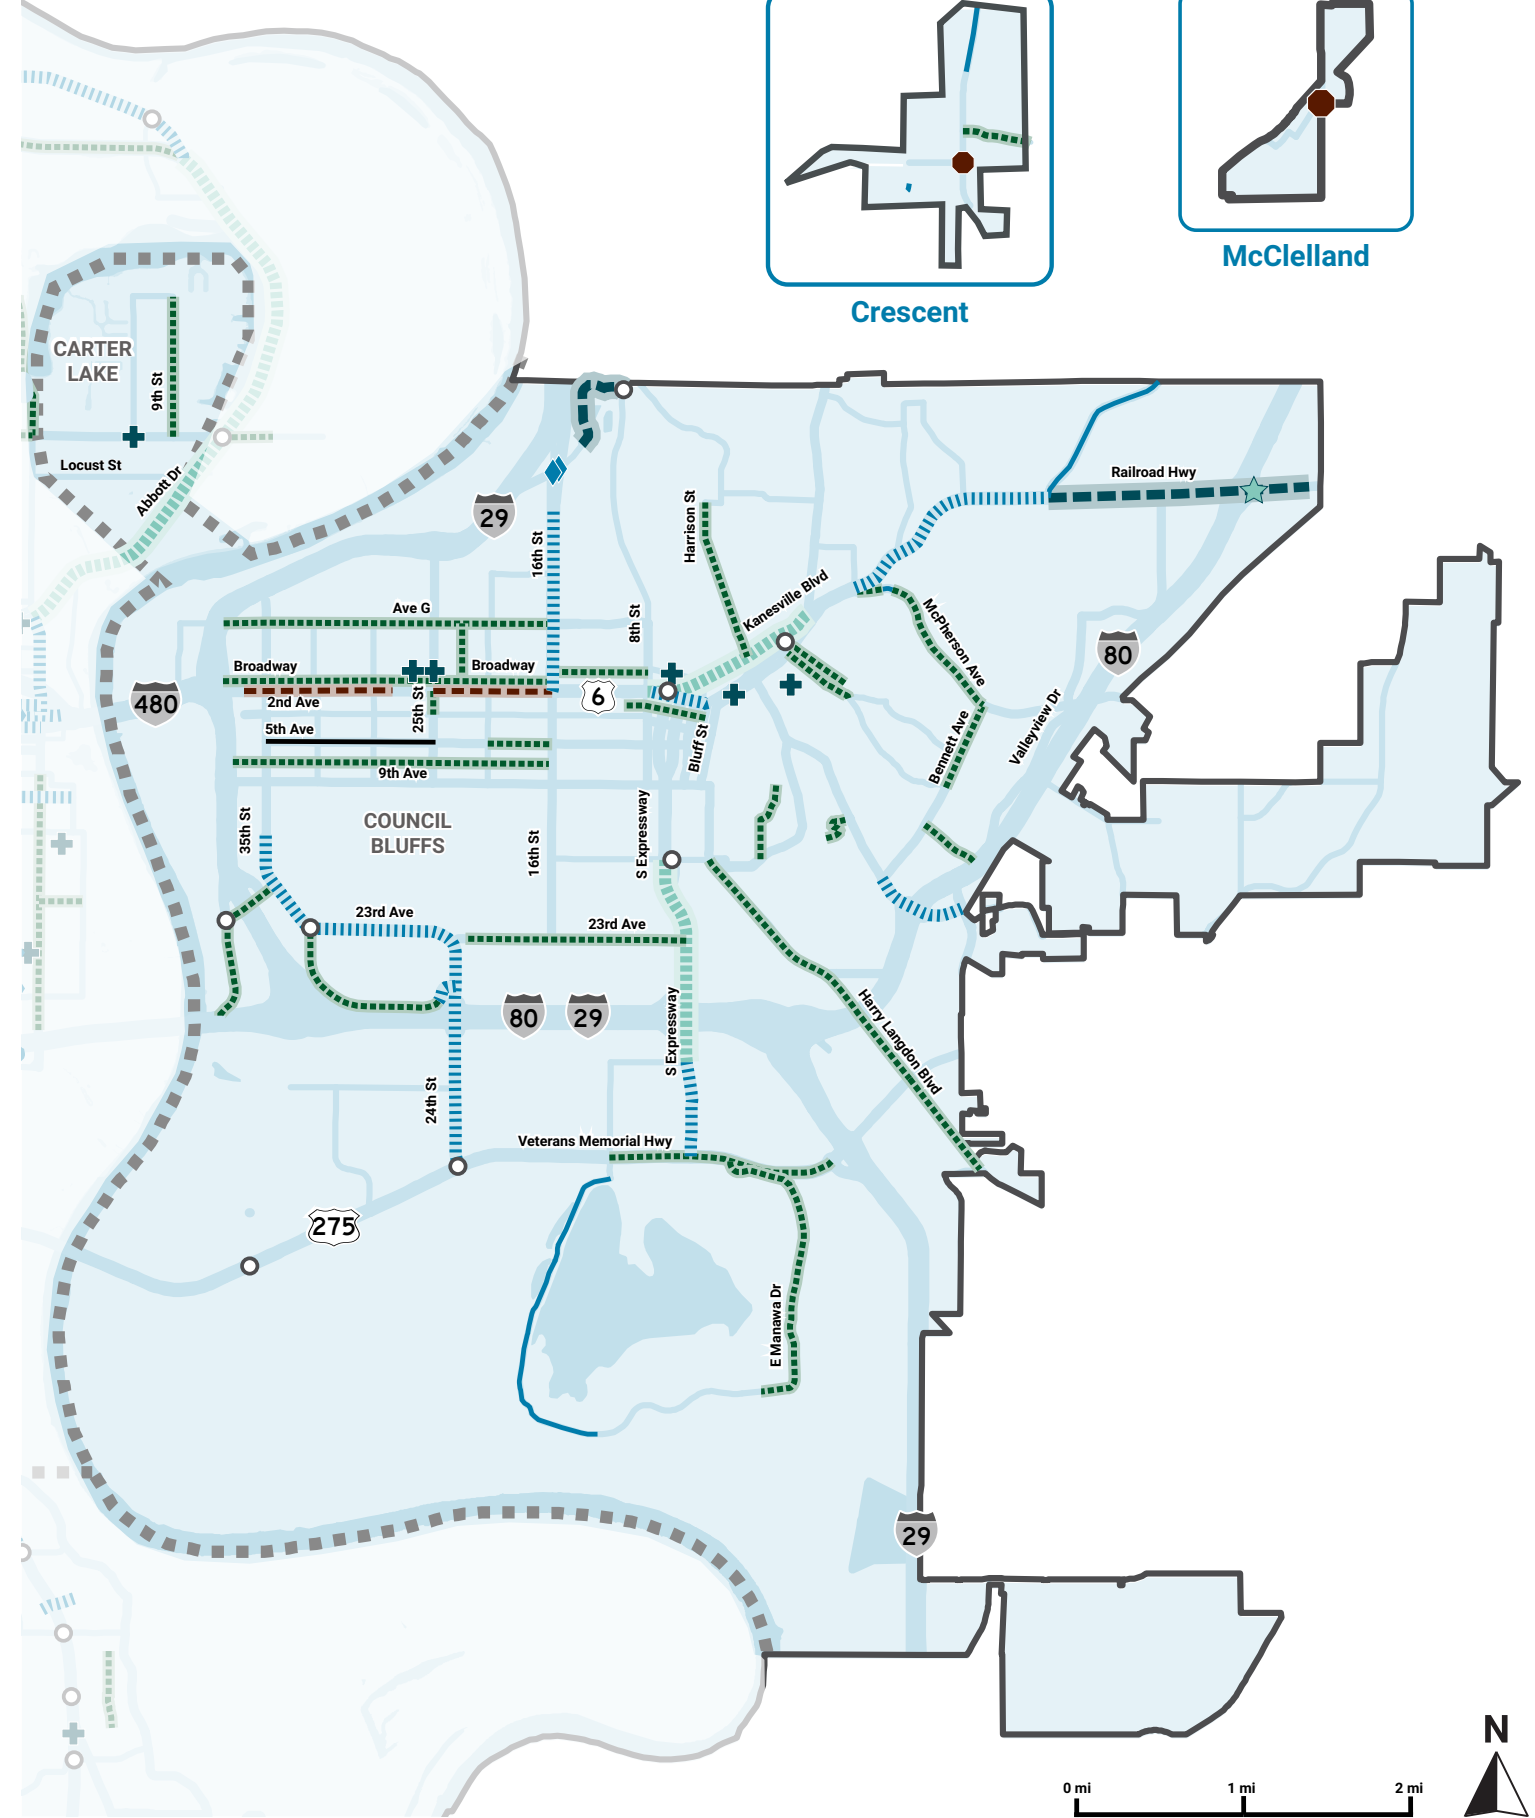 McClelland
Crescent
CARTER
LAKE
9th St
Locust St
Abbott Dr
29
16th St
Harrison St
Railroad Hwy
Kanesville Blvd
Ave G
8th St
McPherson Ave
80
Broadway
Broadway
480
2nd Ave
25th St
6
5th Ave
Bluff St
Bennett Ave
Valleyview Dr
9th Ave
35th St
COUNCIL
BLUFFS
16th St
S Expressway
23rd Ave
23rd Ave
80
29
S Expressway
Harry Langdon Blvd
24th St
Veterans Memorial Hwy
275
E Manawa Dr
29
N
0 mi
1 mi
2 mi